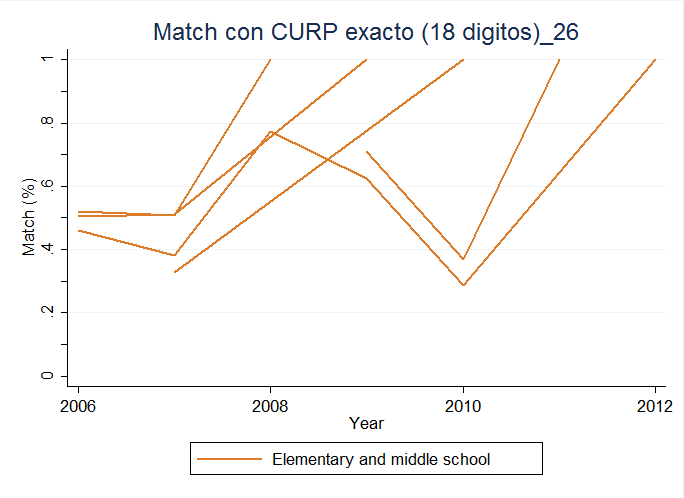 Match con CURP exacto (18 digitos)_26
Match (%)
1
.8
.6
.4
.2
0
2006 2008 2010 2012
Year
Elementary and middle school